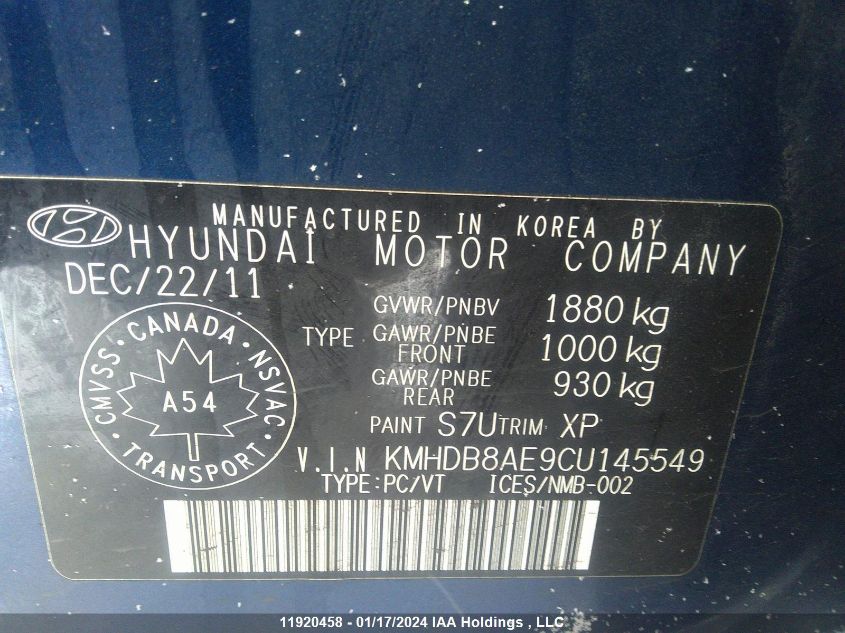 MANUFACTURED IN KOREA BY
HYUNDAI MOTOR COMPANY
DEC/22/11
GVWR/PNBV 1880 kg
TYPE GAWR/PNBE FRONT 1000 kg
GAWR/PNBE REAR 930 kg
CMVSS · CANADA · NSVAC
A54
TRANSPORT
PAINT S7U TRIM XP
V.I.N KMHDB8AE9CU145549
TYPE:PC/VT ICES/NMB-002
11920458 - 01/17/2024 IAA Holdings , LLC